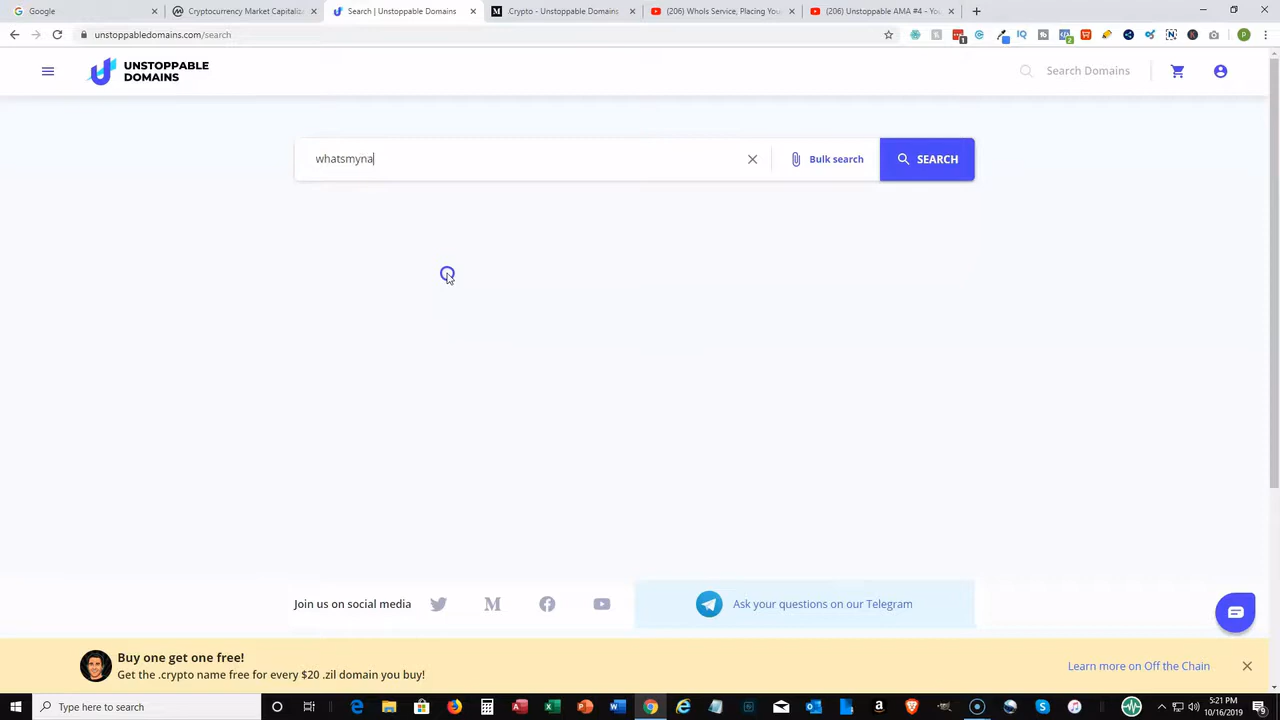 Google
Cryptocurrency Market Capitaliz
Search | Unstoppable Domains
.Crypto - Unstoppable Domains
(206) WhoIs Service, Placing You
(206) Unstoppable AMA #4 - You
unstoppabledomains.com/search
UNSTOPPABLE
DOMAINS
Search Domains
whatsmyna
Bulk search
SEARCH
Join us on social media
Ask your questions on our Telegram
Buy one get one free!
Get the .crypto name free for every $20 .zil domain you buy!
Learn more on Off the Chain
Type here to search
5:21 PM
10/16/2019